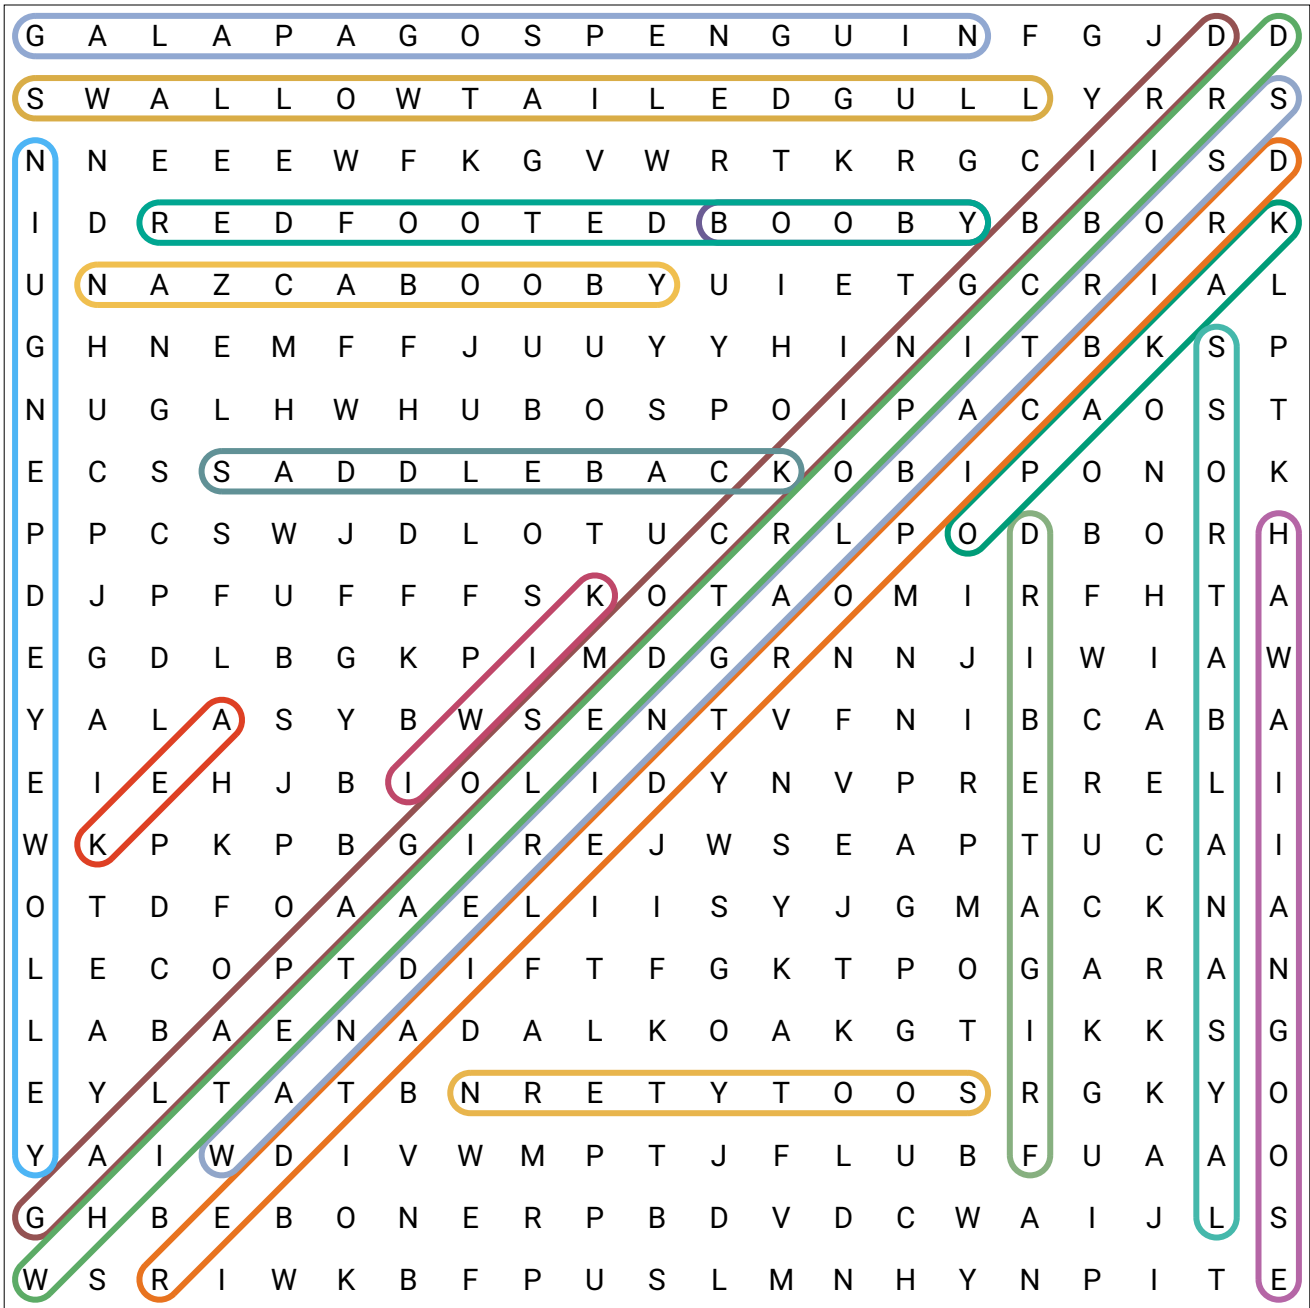 G A L A P A G O S P E N G U I N F G J D D
S W A L L O W T A I L E D G U L L Y R R S
N N E E E W F K G V W R T K R G C I I S D
I D R E D F O O T E D B O O B Y B B O R K
U N A Z C A B O O B Y U I E T G C R I A L
G H N E M F F J U U Y Y H I N I T B K S P
N U G L H W H U B O S P O I P A C A O S T
E C S S A D D L E B A C K O B I P O N O K
P P C S W J D L O T U C R L P O D B O R H
D J P F U F F F S K O T A O M I R F H T A
E G D L B G K P I M D G R N N J I W I A W
Y A L A S Y B W S E N T V F N I B C A B A
E I E H J B I O L I D Y N V P R E R E L I
W K P K P B G I R E J W S E A P T U C A I
O T D F O A A E L I I S Y J G M A C K N A
L E C O P T D I F T F G K T P O G A R A N
L A B A E N A D A L K O A K G T I K K S G
E Y L T A T B N R E T Y T O O S R G K Y O
Y A I W D I V W M P T J F L U B F U A A O
G H B E B O N E R P B D V D C W A I J L S
W S R I W K B F P U S L M N H Y N P I T E